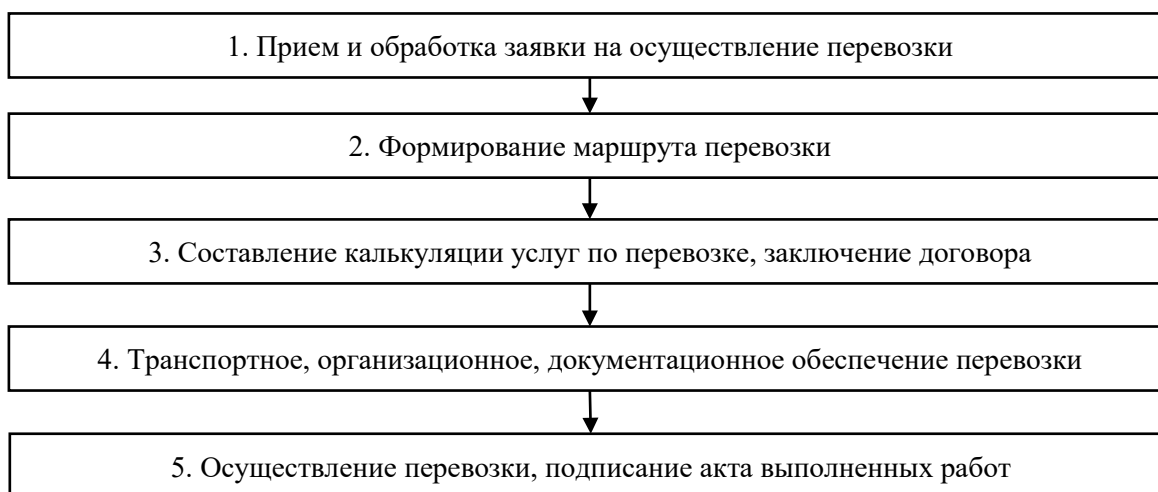 1. Прием и обработка заявки на осуществление перевозки
2. Формирование маршрута перевозки
3. Составление калькуляции услуг по перевозке, заключение договора
4. Транспортное, организационное, документационное обеспечение перевозки
5. Осуществление перевозки, подписание акта выполненных работ